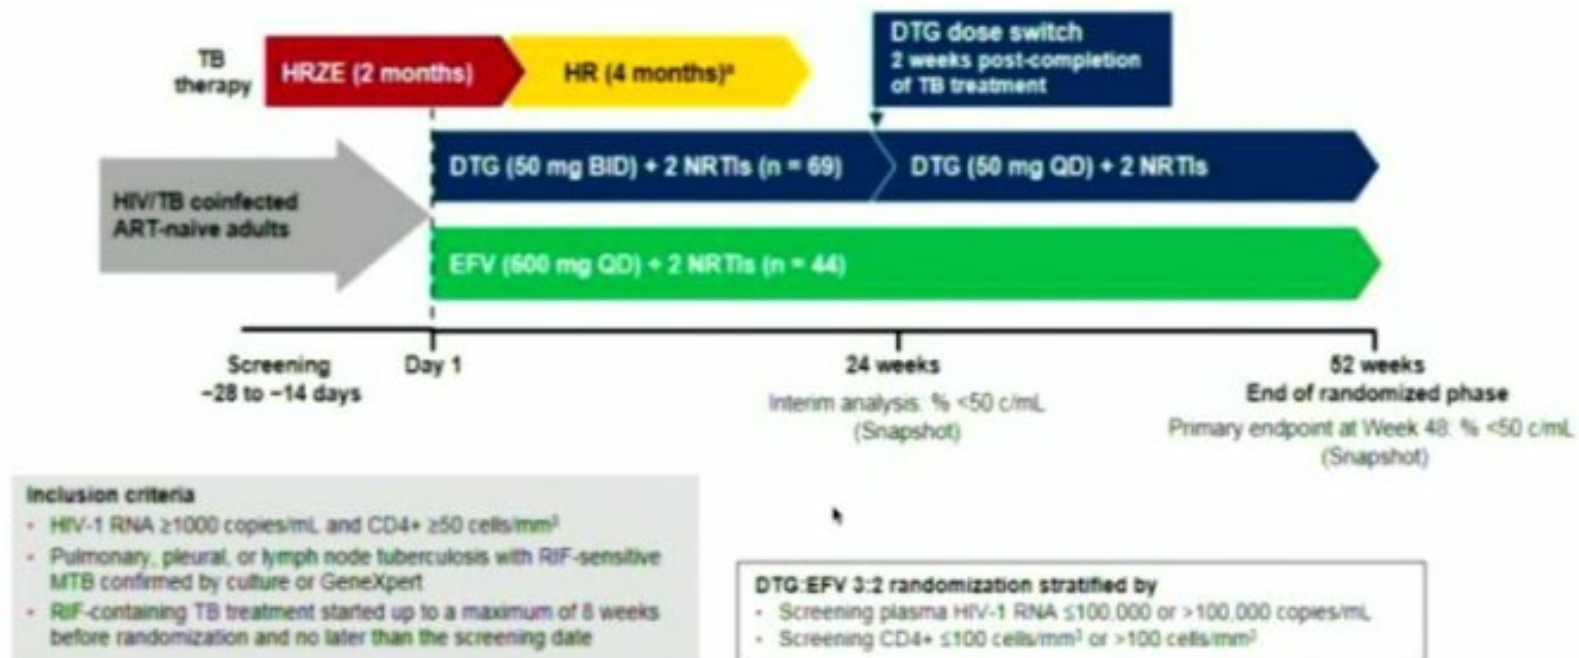 TB
therapy
HRZE (2 months)
HR (4 months)ª
DTG dose switch
2 weeks post-completion
of TB treatment
HIV/TB coinfected
ART-naive adults
DTG (50 mg BID) + 2 NRTIs (n = 69)
DTG (50 mg QD) + 2 NRTIs
EFV (600 mg QD) + 2 NRTIs (n = 44)
Screening
−28 to −14 days
Day 1
24 weeks
Interim analysis: % <50 c/mL
(Snapshot)
52 weeks
End of randomized phase
Primary endpoint at Week 48: % <50 c/mL
(Snapshot)
Inclusion criteria
• HIV-1 RNA ≥1000 copies/mL and CD4+ ≥50 cells/mm³
• Pulmonary, pleural, or lymph node tuberculosis with RIF-sensitive
MTB confirmed by culture or GeneXpert
• RIF-containing TB treatment started up to a maximum of 8 weeks
before randomization and no later than the screening date
DTG:EFV 3:2 randomization stratified by
• Screening plasma HIV-1 RNA ≤100,000 or >100,000 copies/mL
• Screening CD4+ ≤100 cells/mm³ or >100 cells/mm³